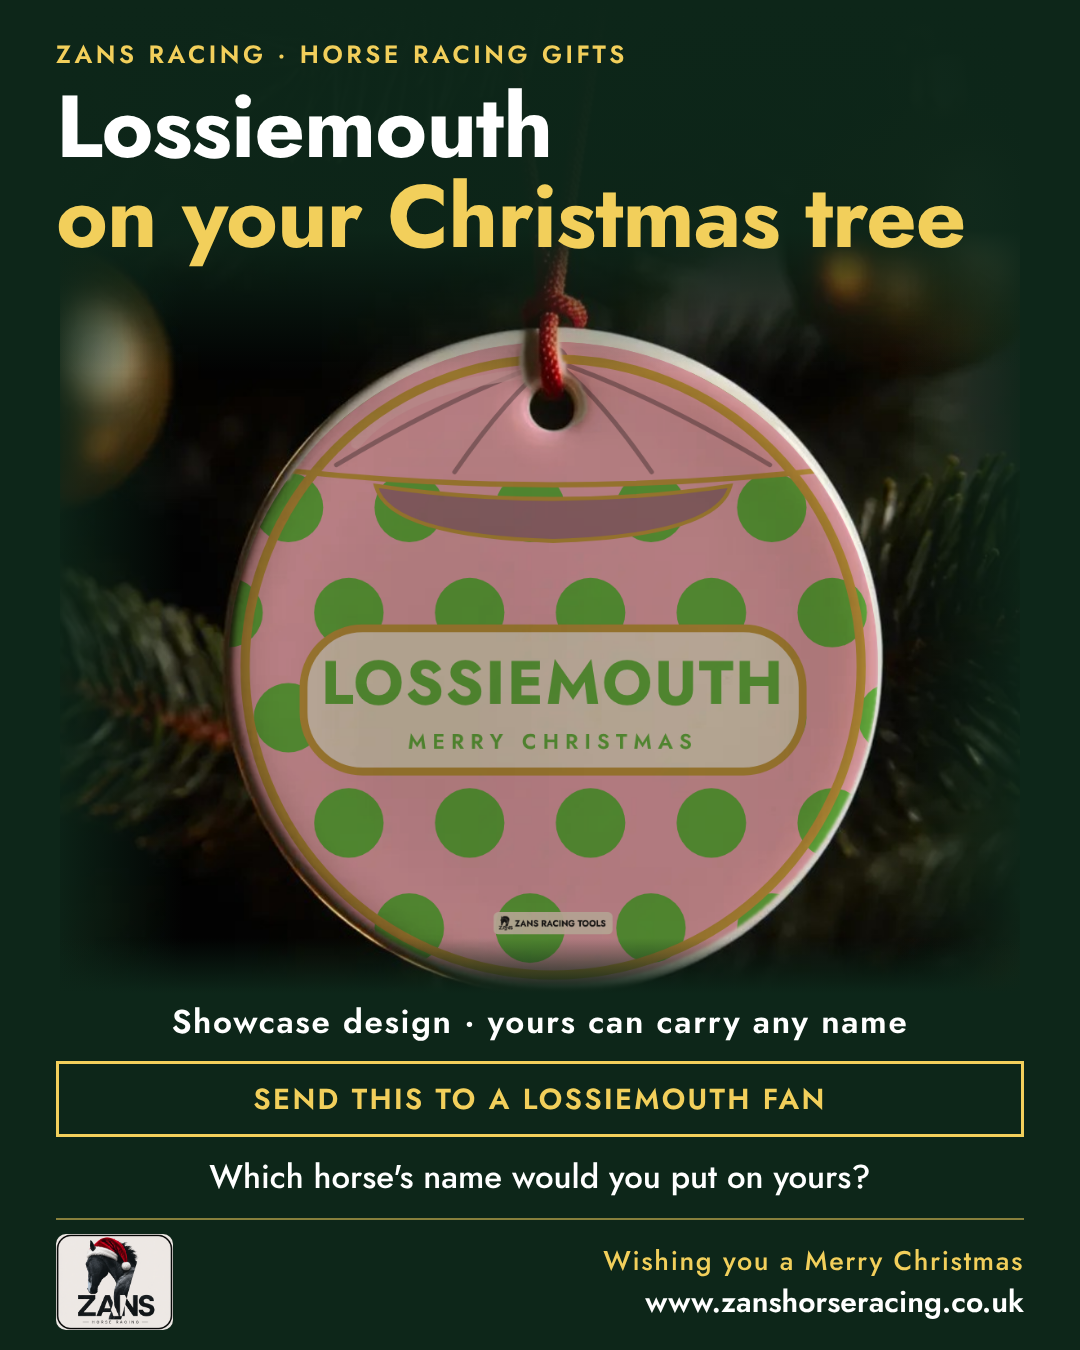 ZANS RACING · HORSE RACING GIFTS
Lossiemouth
on your Christmas tree
LOSSIEMOUTH
MERRY CHRISTMAS
ZANS RACING TOOLS
Showcase design · yours can carry any name
SEND THIS TO A LOSSIEMOUTH FAN
Which horse's name would you put on yours?
ZANS
HORSE RACING
Wishing you a Merry Christmas
www.zanshorseracing.co.uk